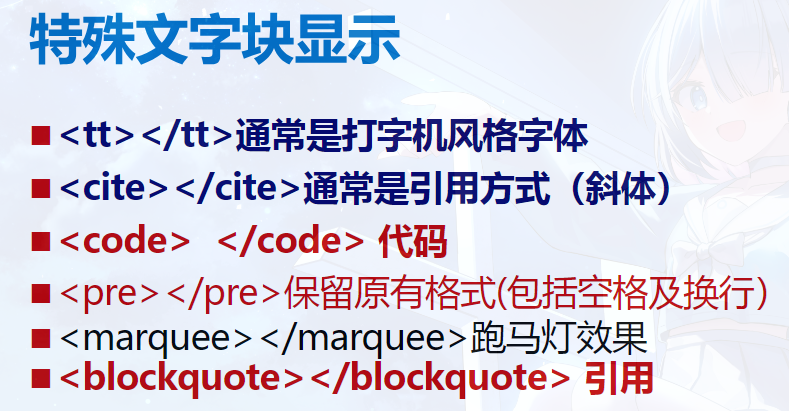 特殊文字块显示
<tt></tt>通常是打字机风格字体
<cite></cite>通常是引用方式（斜体）
<code>  </code> 代码
<pre></pre>保留原有格式(包括空格及换行）
<marquee></marquee>跑马灯效果
<blockquote></blockquote> 引用